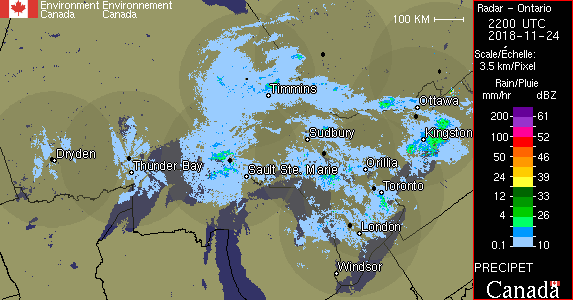 Environment Environnement
Canada Canada
100 KM
Timmins
Ottawa
Sudbury
Kingston
Dryden
Thunder Bay
Sault Ste. Marie
Orillia
Toronto
London
Windsor
Radar - Ontario
2200 UTC
2018-11-24
Scale/Échelle:
3.5 km/Pixel
Rain/Pluie
mm/hr dBZ
200 61
100 52
50 46
24 39
12 33
4 26
0.1 10
PRECIPET
Canada